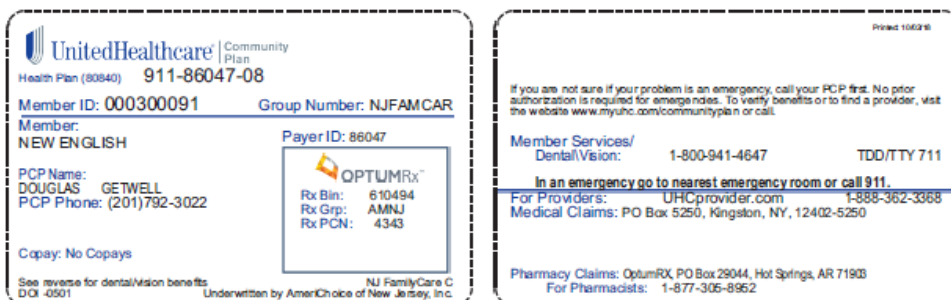 UnitedHealthcare | Community Plan
Health Plan (80840) 911-86047-08
Member ID: 000300091 Group Number: NJFAMCAR
Member:
NEW ENGLISH
Payer ID: 86047
PCP Name:
DOUGLAS GETWELL
PCP Phone: (201)792-3022
OPTUMRx™
Rx Bin: 610494
Rx Grp: AMNJ
Rx PCN: 4343
Copay: No Copays
See reverse for dental/vision benefits NJ FamilyCare C
DOI -0501 Underwritten by AmeriChoice of New Jersey, Inc.
Printed:
If you are not sure if your problem is an emergency, call your PCP first. No prior
authorization is required for emergencies. To verify benefits or to find a provider, visit
the website www.myuhc.com/communityplan or call.
Member Services/
Dental\Vision: 1-800-941-4647 TDD/TTY 711
In an emergency go to nearest emergency room or call 911.
For Providers: UHCprovider.com 1-888-362-3368
Medical Claims: PO Box 5250, Kingston, NY, 12402-5250
Pharmacy Claims: OptumRX, PO Box 29044, Hot Springs, AR 71903
For Pharmacists: 1-877-305-8952